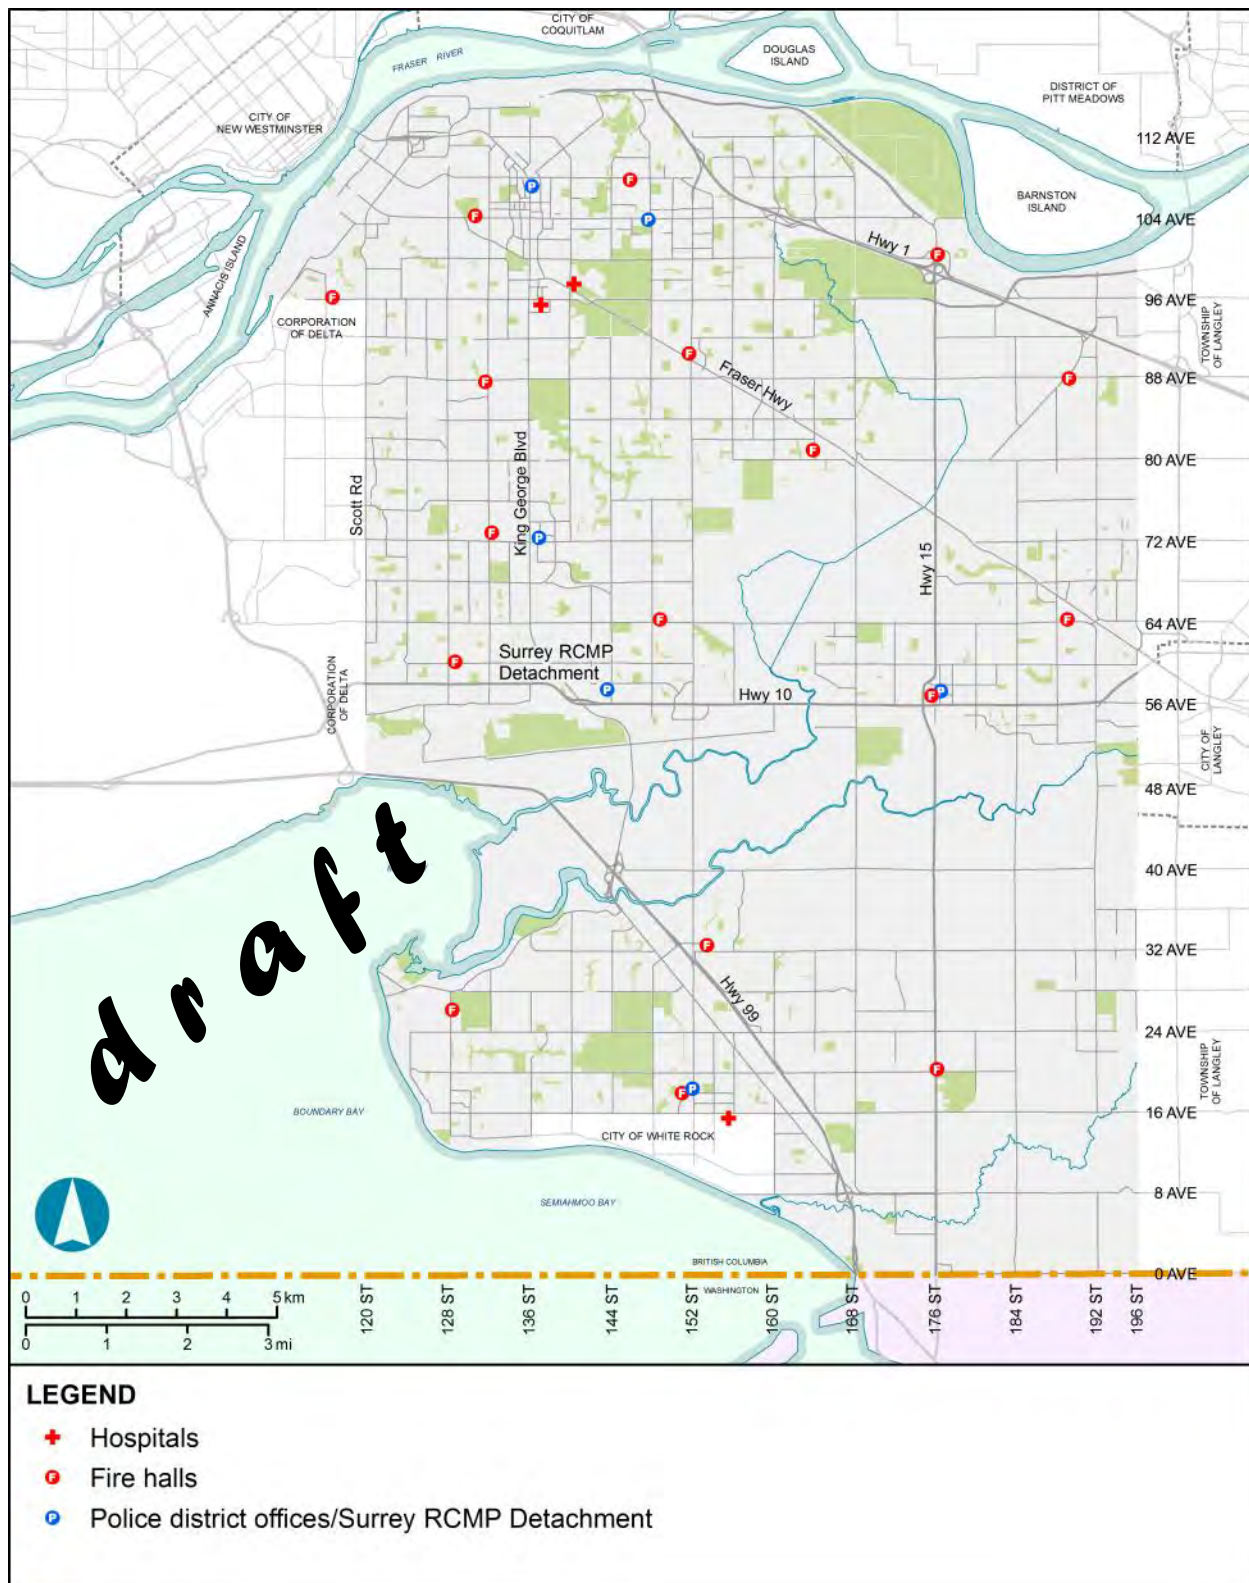 CITY OF
COQUITLAM
DOUGLAS
ISLAND
FRASER RIVER
DISTRICT OF
PITT MEADOWS
CITY OF
NEW WESTMINSTER
112 AVE
P
F
F
P
BARNSTON
ISLAND
104 AVE
Hwy 1
F
ANNACIS ISLAND
F
96 AVE
CORPORATION
OF DELTA
TOWNSHIP
OF LANGLEY
F
Fraser Hwy
F
F
88 AVE
King George Blvd
F
80 AVE
Scott Rd
F
P
72 AVE
Hwy 15
F
F
64 AVE
Surrey RCMP
Detachment
F
P
CORPORATION
OF DELTA
Hwy 10
F
P
56 AVE
CITY OF
LANGLEY
48 AVE
draft
40 AVE
F
32 AVE
Hwy 99
F
24 AVE
F
TOWNSHIP
OF LANGLEY
F
P
BOUNDARY BAY
16 AVE
CITY OF WHITE ROCK
SEMIAHMOO BAY
8 AVE
BRITISH COLUMBIA
0 AVE
WASHINGTON
0 1 2 3 4 5 km
0 1 2 3 mi
120 ST
128 ST
136 ST
144 ST
152 ST
160 ST
168 ST
176 ST
184 ST
192 ST
196 ST
LEGEND
Hospitals
F Fire halls
P Police district offices/Surrey RCMP Detachment